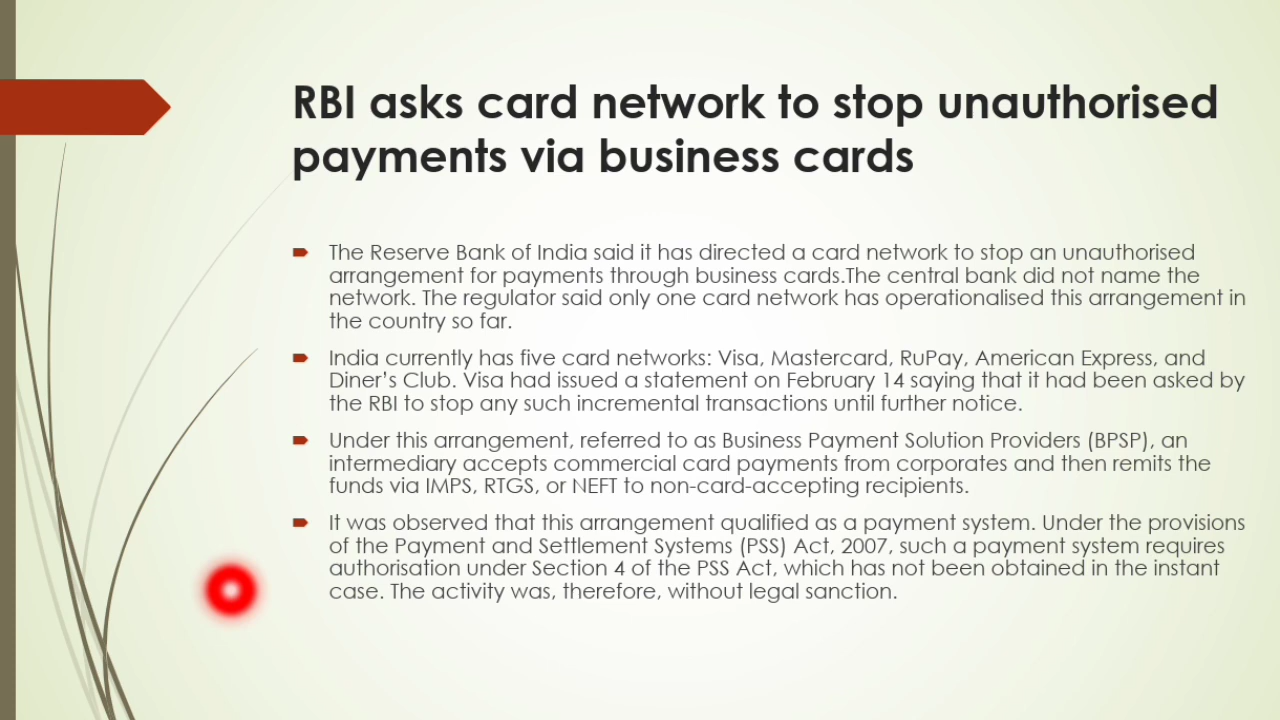 RBI asks card network to stop unauthorised
payments via business cards
The Reserve Bank of India said it has directed a card network to stop an unauthorised
arrangement for payments through business cards.The central bank did not name the
network. The regulator said only one card network has operationalised this arrangement in
the country so far.
India currently has five card networks: Visa, Mastercard, RuPay, American Express, and
Diner’s Club. Visa had issued a statement on February 14 saying that it had been asked by
the RBI to stop any such incremental transactions until further notice.
Under this arrangement, referred to as Business Payment Solution Providers (BPSP), an
intermediary accepts commercial card payments from corporates and then remits the
funds via IMPS, RTGS, or NEFT to non-card-accepting recipients.
It was observed that this arrangement qualified as a payment system. Under the provisions
of the Payment and Settlement Systems (PSS) Act, 2007, such a payment system requires
authorisation under Section 4 of the PSS Act, which has not been obtained in the instant
case. The activity was, therefore, without legal sanction.